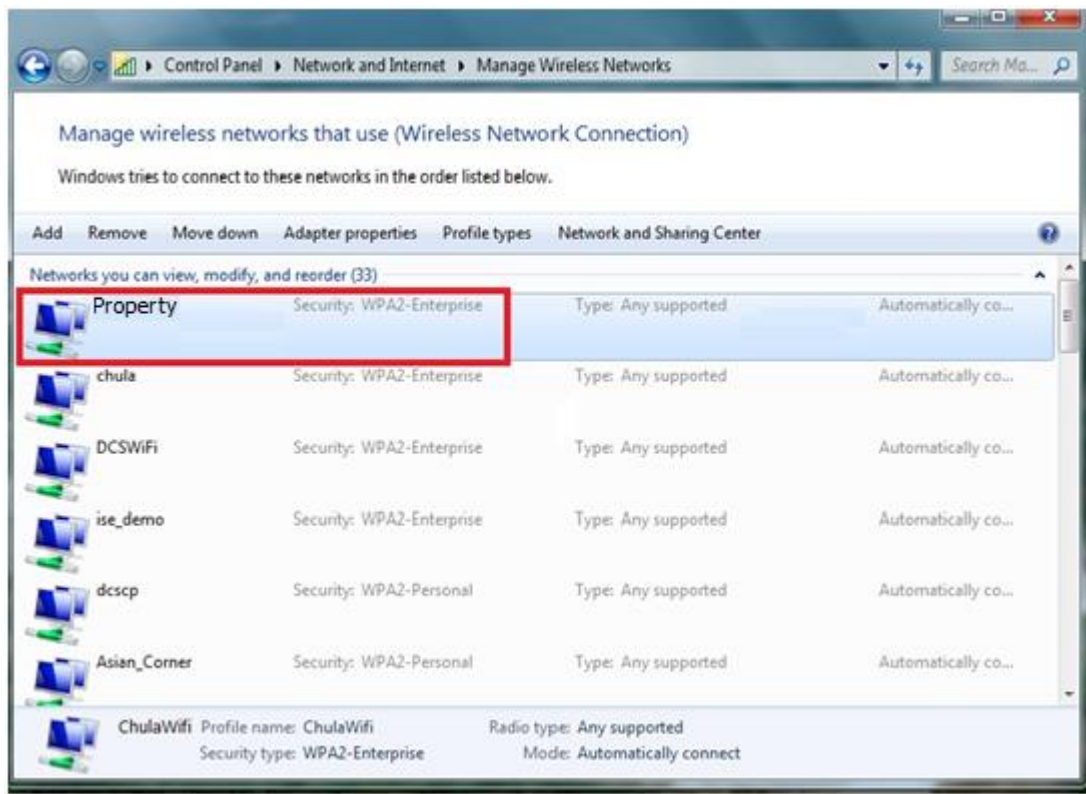 Control Panel ▸ Network and Internet ▸ Manage Wireless Networks Search Ma...
Manage wireless networks that use (Wireless Network Connection)
Windows tries to connect to these networks in the order listed below.
Add Remove Move down Adapter properties Profile types Network and Sharing Center
Networks you can view, modify, and reorder (33)
Property Security: WPA2-Enterprise Type: Any supported Automatically co...
chula Security: WPA2-Enterprise Type: Any supported Automatically co...
DCSWiFi Security: WPA2-Enterprise Type: Any supported Automatically co...
ise_demo Security: WPA2-Enterprise Type: Any supported Automatically co...
dcscp Security: WPA2-Personal Type: Any supported Automatically co...
Asian_Corner Security: WPA2-Personal Type: Any supported Automatically co...
ChulaWifi Profile name: ChulaWifi Radio type: Any supported
Security type: WPA2-Enterprise Mode: Automatically connect